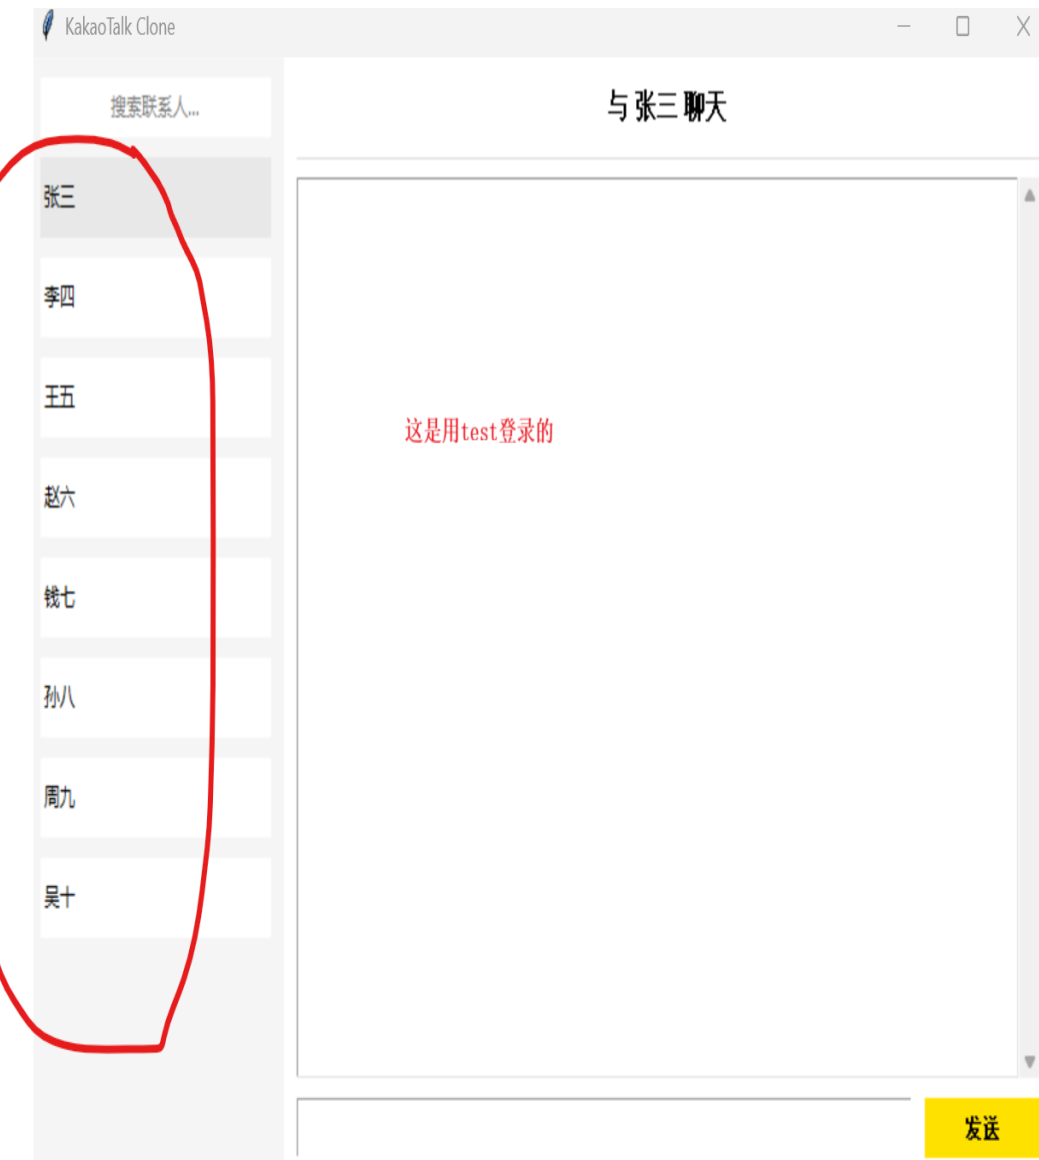 KakaoTalk Clone
搜索联系人...
张三
李四
王五
赵六
钱七
孙八
周九
吴十
与 张三 聊天
这是用test登录的
发送